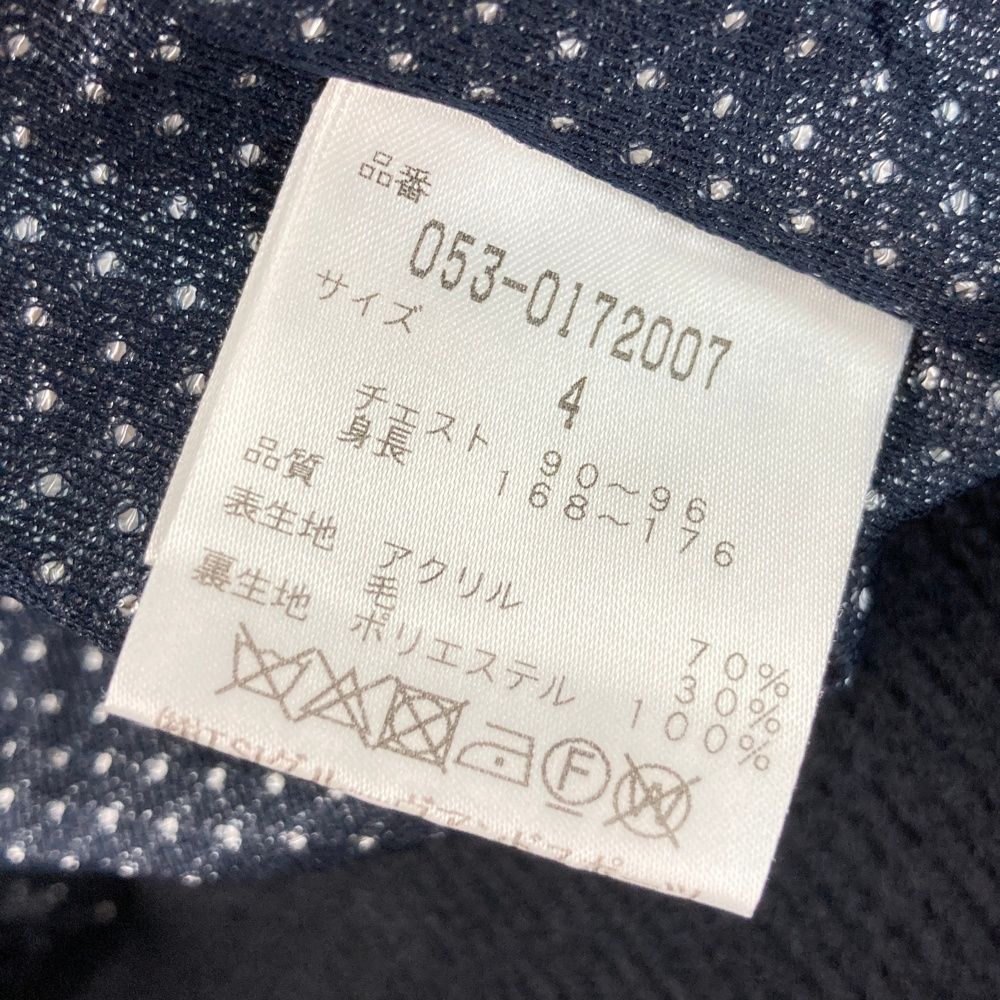 品番
053-0172007
サイズ
4
チェスト 90～96
身長 168～176
品質
表生地 アクリル 70%
毛 30%
裏生地 ポリエステル 100%
F
W